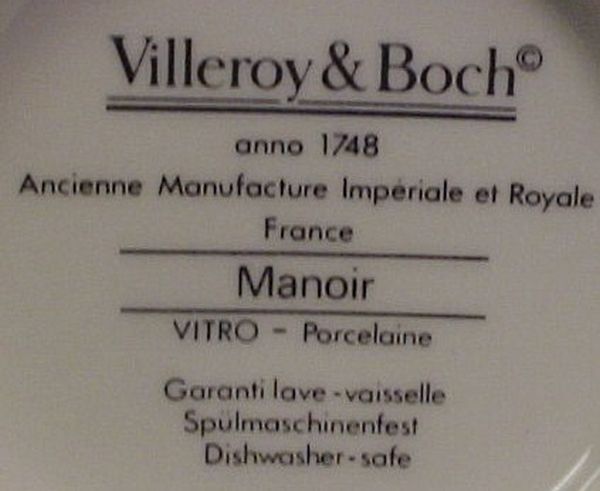 Villeroy & Boch©
anno 1748
Ancienne Manufacture Impériale et Royale
France
Manoir
VITRO - Porcelaine
Garanti lave-vaisselle
Spülmaschinenfest
Dishwasher-safe